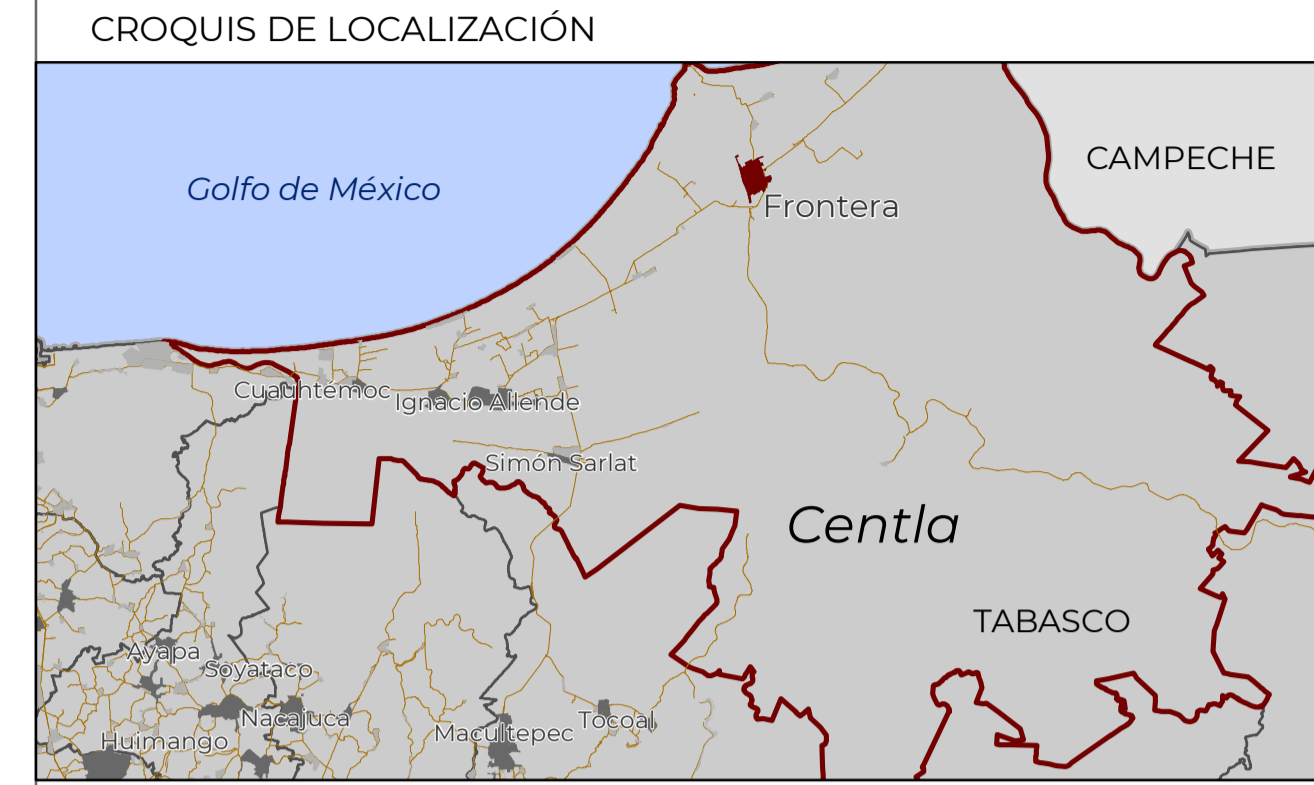 CROQUIS DE LOCALIZACIÓN
CAMPECHE
Golfo de México
Frontera
Cuauhtémoc
Ignacio Allende
Simón Sarlat
Centla
TABASCO
Ayapa
Soyataco
Nacajuca
Tocoal
Macultepec
Huimango